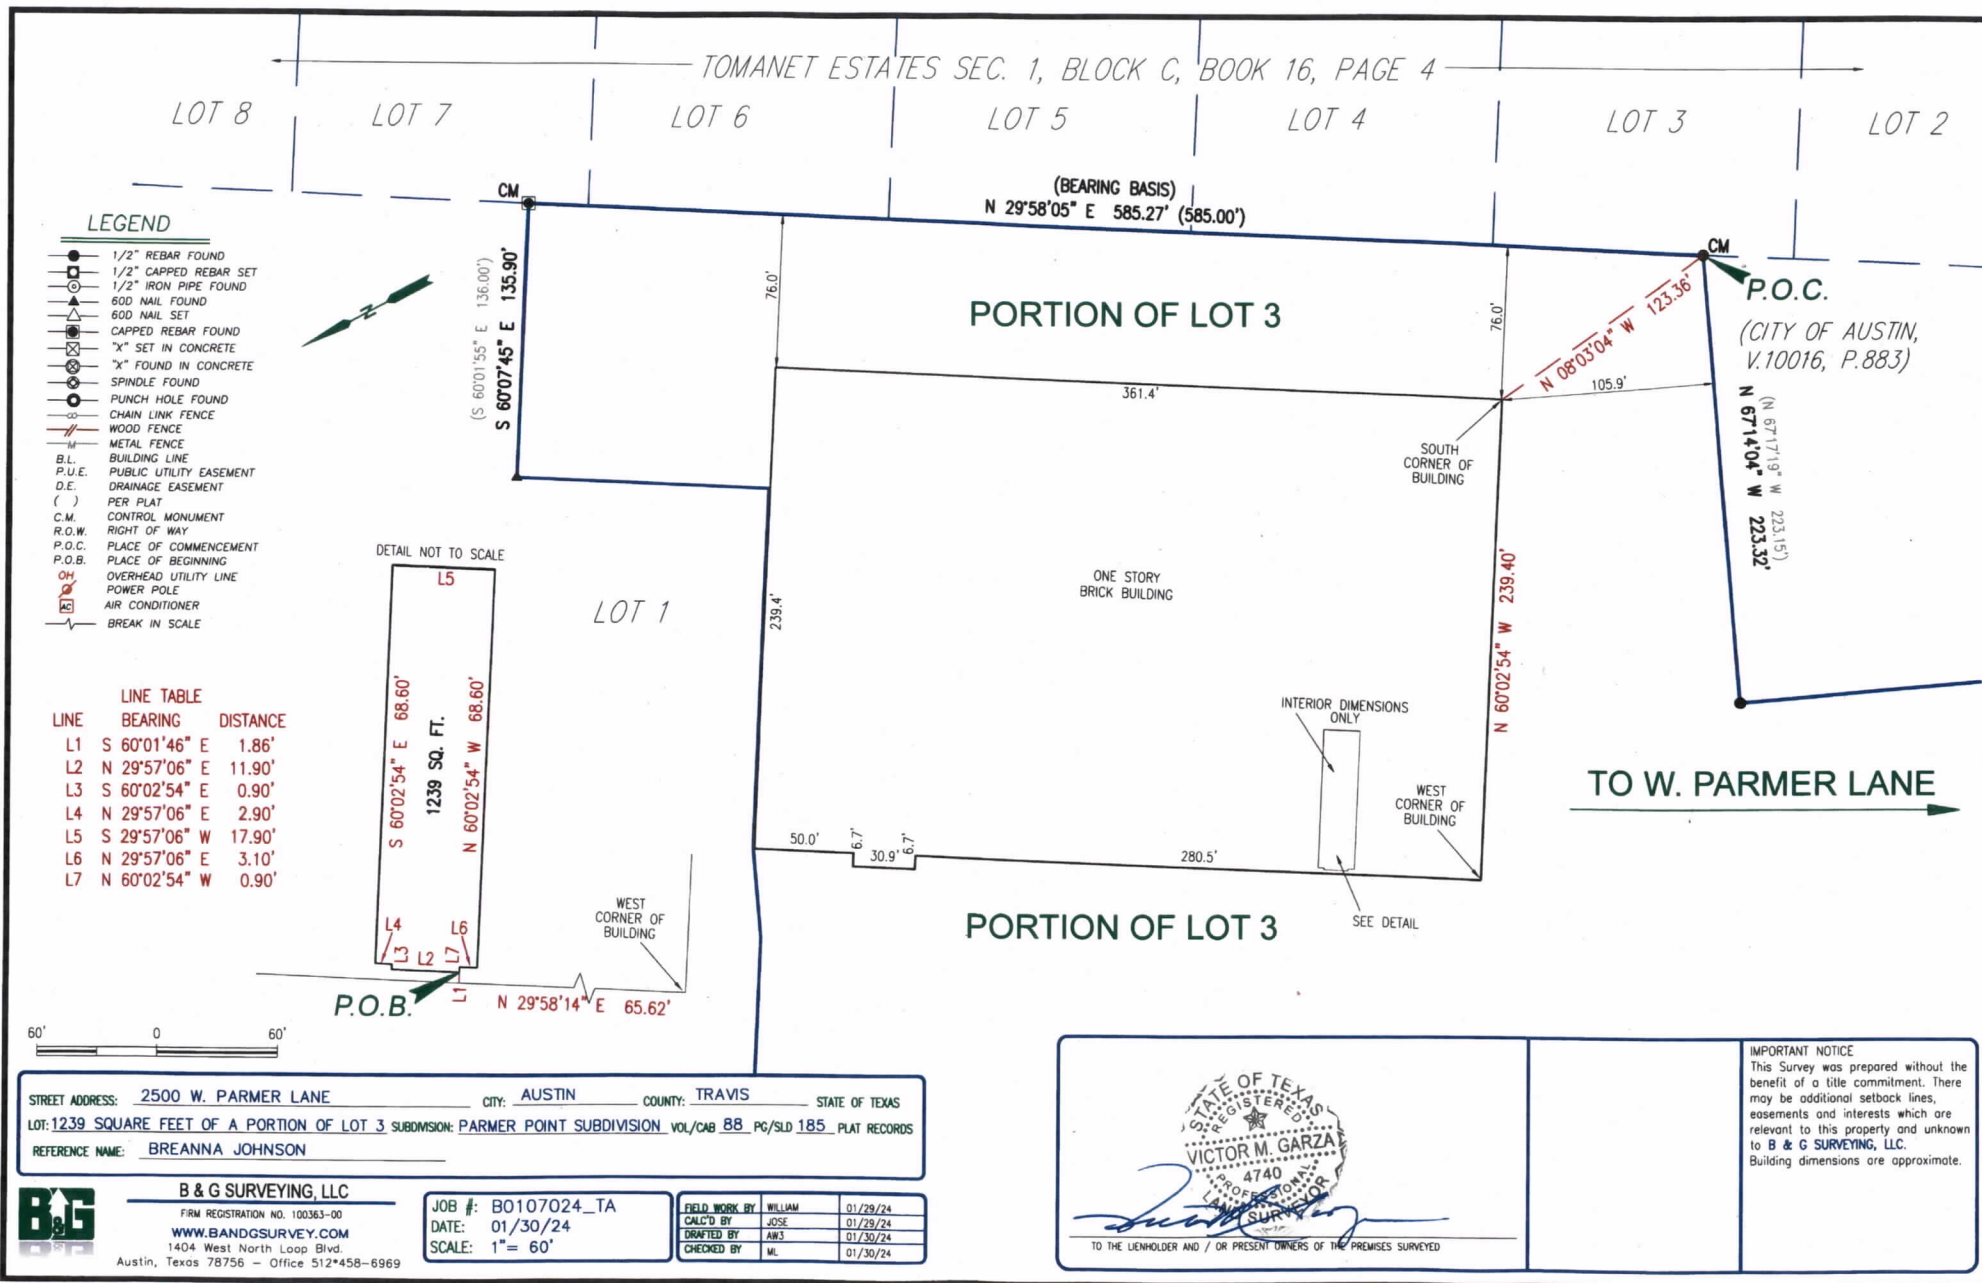 TOMANET ESTATES SEC. 1, BLOCK C, BOOK 16, PAGE 4
LOT 8
LOT 7
LOT 6
LOT 5
LOT 4
LOT 3
LOT 2
CM
(BEARING BASIS)
N 29°58'05" E 585.27' (585.00')
CM
P.O.C.
(CITY OF AUSTIN,
V.10016, P.883)
LEGEND
1/2" REBAR FOUND
1/2" CAPPED REBAR SET
1/2" IRON PIPE FOUND
60D NAIL FOUND
60D NAIL SET
CAPPED REBAR FOUND
"X" SET IN CONCRETE
"X" FOUND IN CONCRETE
SPINDLE FOUND
PUNCH HOLE FOUND
CHAIN LINK FENCE
WOOD FENCE
M METAL FENCE
B.L. BUILDING LINE
P.U.E. PUBLIC UTILITY EASEMENT
D.E. DRAINAGE EASEMENT
( ) PER PLAT
C.M. CONTROL MONUMENT
R.O.W. RIGHT OF WAY
P.O.C. PLACE OF COMMENCEMENT
P.O.B. PLACE OF BEGINNING
OH OVERHEAD UTILITY LINE
POWER POLE
AC AIR CONDITIONER
BREAK IN SCALE
N
(S 60°01'55" E 136.00')
S 60°07'45" E 135.90'
76.0'
PORTION OF LOT 3
76.0'
N 08°03'04" W 123.36'
105.9'
361.4'
SOUTH
CORNER OF
BUILDING
(N 67°17'19" W 223.15')
N 67°14'04" W 223.32'
DETAIL NOT TO SCALE
L5
S 60°02'54" E 68.60'
1239 SQ. FT.
N 60°02'54" W 68.60'
L4
L3
L2
L7
L6
L1
P.O.B.
N 29°58'14" E 65.62'
WEST
CORNER OF
BUILDING
LOT 1
239.4'
ONE STORY
BRICK BUILDING
N 60°02'54" W 239.40'
INTERIOR DIMENSIONS
ONLY
WEST
CORNER OF
BUILDING
50.0'
6.7'
30.9'
6.7'
280.5'
SEE DETAIL
PORTION OF LOT 3
TO W. PARMER LANE
LINE TABLE
LINE BEARING DISTANCE
L1 S 60°01'46" E 1.86'
L2 N 29°57'06" E 11.90'
L3 S 60°02'54" E 0.90'
L4 N 29°57'06" E 2.90'
L5 S 29°57'06" W 17.90'
L6 N 29°57'06" E 3.10'
L7 N 60°02'54" W 0.90'
60' 0 60'
STREET ADDRESS: 2500 W. PARMER LANE CITY: AUSTIN COUNTY: TRAVIS STATE OF TEXAS
LOT: 1239 SQUARE FEET OF A PORTION OF LOT 3 SUBDIVISION: PARMER POINT SUBDIVISION VOL/CAB 88 PG/SLD 185 PLAT RECORDS
REFERENCE NAME: BREANNA JOHNSON
B&G
B & G SURVEYING, LLC
FIRM REGISTRATION NO. 100363-00
WWW.BANDGSURVEY.COM
1404 West North Loop Blvd.
Austin, Texas 78756 - Office 512*458-6969
JOB #: B0107024_TA
DATE: 01/30/24
SCALE: 1"= 60'
FIELD WORK BY WILLIAM 01/29/24
CALC'D BY JOSE 01/29/24
DRAFTED BY AW3 01/30/24
CHECKED BY ML 01/30/24
STATE OF TEXAS
REGISTERED
VICTOR M. GARZA
4740
PROFESSIONAL
LAND SURVEYOR
TO THE LIENHOLDER AND / OR PRESENT OWNERS OF THE PREMISES SURVEYED
IMPORTANT NOTICE
This Survey was prepared without the
benefit of a title commitment. There
may be additional setback lines,
easements and interests which are
relevant to this property and unknown
to B & G SURVEYING, LLC.
Building dimensions are approximate.